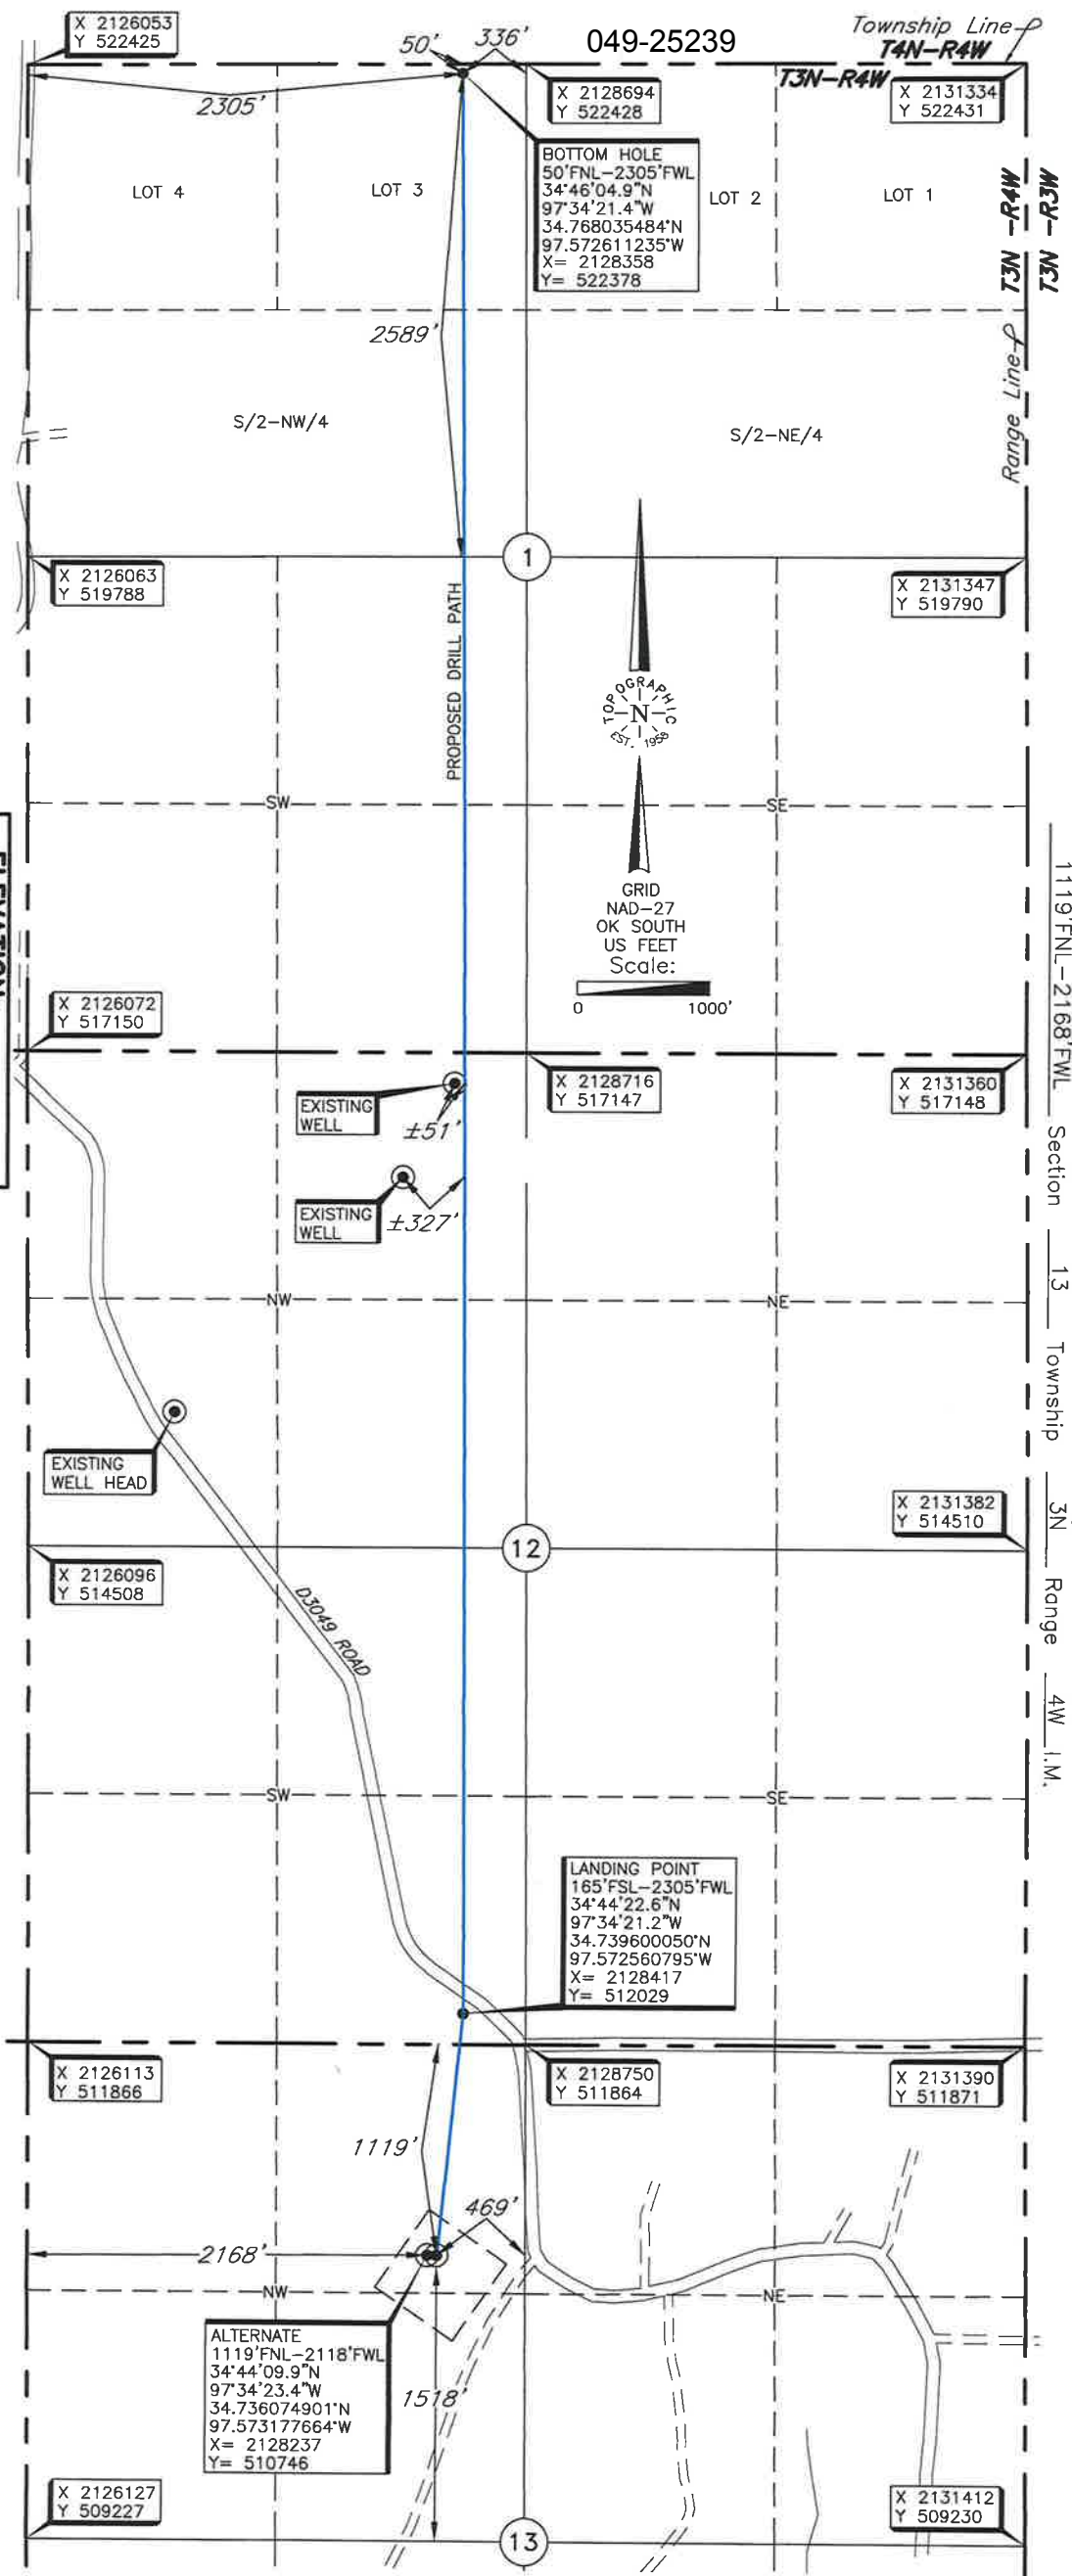 049-25239
Township Line
T4N-R4W
T3N-R4W
X 2126053
Y 522425
50'
336'
2305'
X 2128694
Y 522428
X 2131334
Y 522431
BOTTOM HOLE
50'FNL-2305'FWL
34°46'04.9"N
97°34'21.4"W
34.768035484°N
97.572611235°W
X= 2128358
Y= 522378
LOT 4
LOT 3
LOT 2
LOT 1
T3N -R4W
T3N -R3W
Range Line
2589'
S/2-NW/4
S/2-NE/4
1
X 2126063
Y 519788
X 2131347
Y 519790
PROPOSED DRILL PATH
TOPOGRAPHIC
N
EST. 1958
SW
SE
GRID
NAD-27
OK SOUTH
US FEET
Scale:
0 1000'
ELEVATION
1119'FNL-2168'FWL Section 13 Township 3N Range 4W I.M.
X 2126072
Y 517150
X 2128716
Y 517147
X 2131360
Y 517148
EXISTING
WELL
±51'
EXISTING
WELL
±327'
NW
NE
EXISTING
WELL HEAD
12
X 2131382
Y 514510
X 2126096
Y 514508
D3049 ROAD
SW
SE
LANDING POINT
165'FSL-2305'FWL
34°44'22.6"N
97°34'21.2"W
34.739600050°N
97.572560795°W
X= 2128417
Y= 512029
X 2126113
Y 511866
X 2128750
Y 511864
X 2131390
Y 511871
1119'
469'
2168'
NW
NE
ALTERNATE
1119'FNL-2118'FWL
34°44'09.9"N
97°34'23.4"W
34.736074901°N
97.573177664°W
X= 2128237
Y= 510746
1518'
X 2126127
Y 509227
X 2131412
Y 509230
13